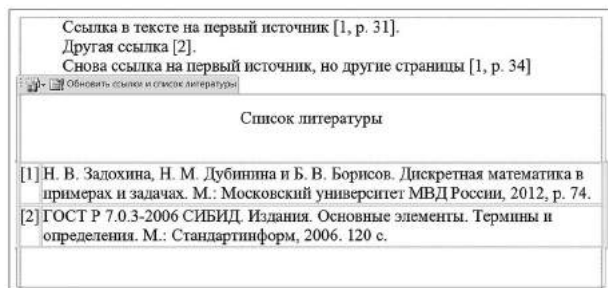 Ссылка в тексте на первый источник [1, p. 31].
Другая ссылка [2].
Снова ссылка на первый источник, но другие страницы [1, p. 34]
Обновить ссылки и список литературы
Список литературы
[1] Н. В. Задохина, Н. М. Дубинина и Б. В. Борисов. Дискретная математика в
примерах и задачах. М.: Московский университет МВД России, 2012, p. 74.
[2] ГОСТ Р 7.0.3-2006 СИБИД. Издания. Основные элементы. Термины и
определения. М.: Стандартинформ, 2006. 120 с.